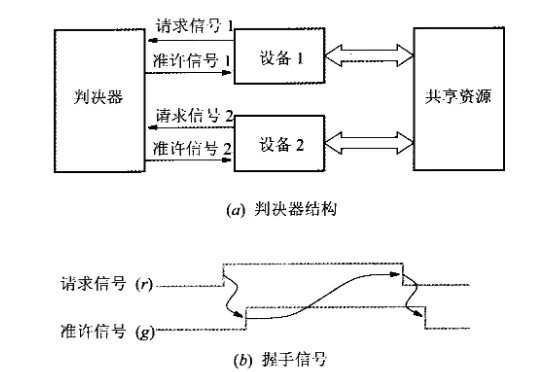 请求信号 1
准许信号 1
设备 1
判决器
共享资源
请求信号 2
准许信号 2
设备 2
(a) 判决器结构
请求信号 (r)
准许信号 (g)
(b) 握手信号